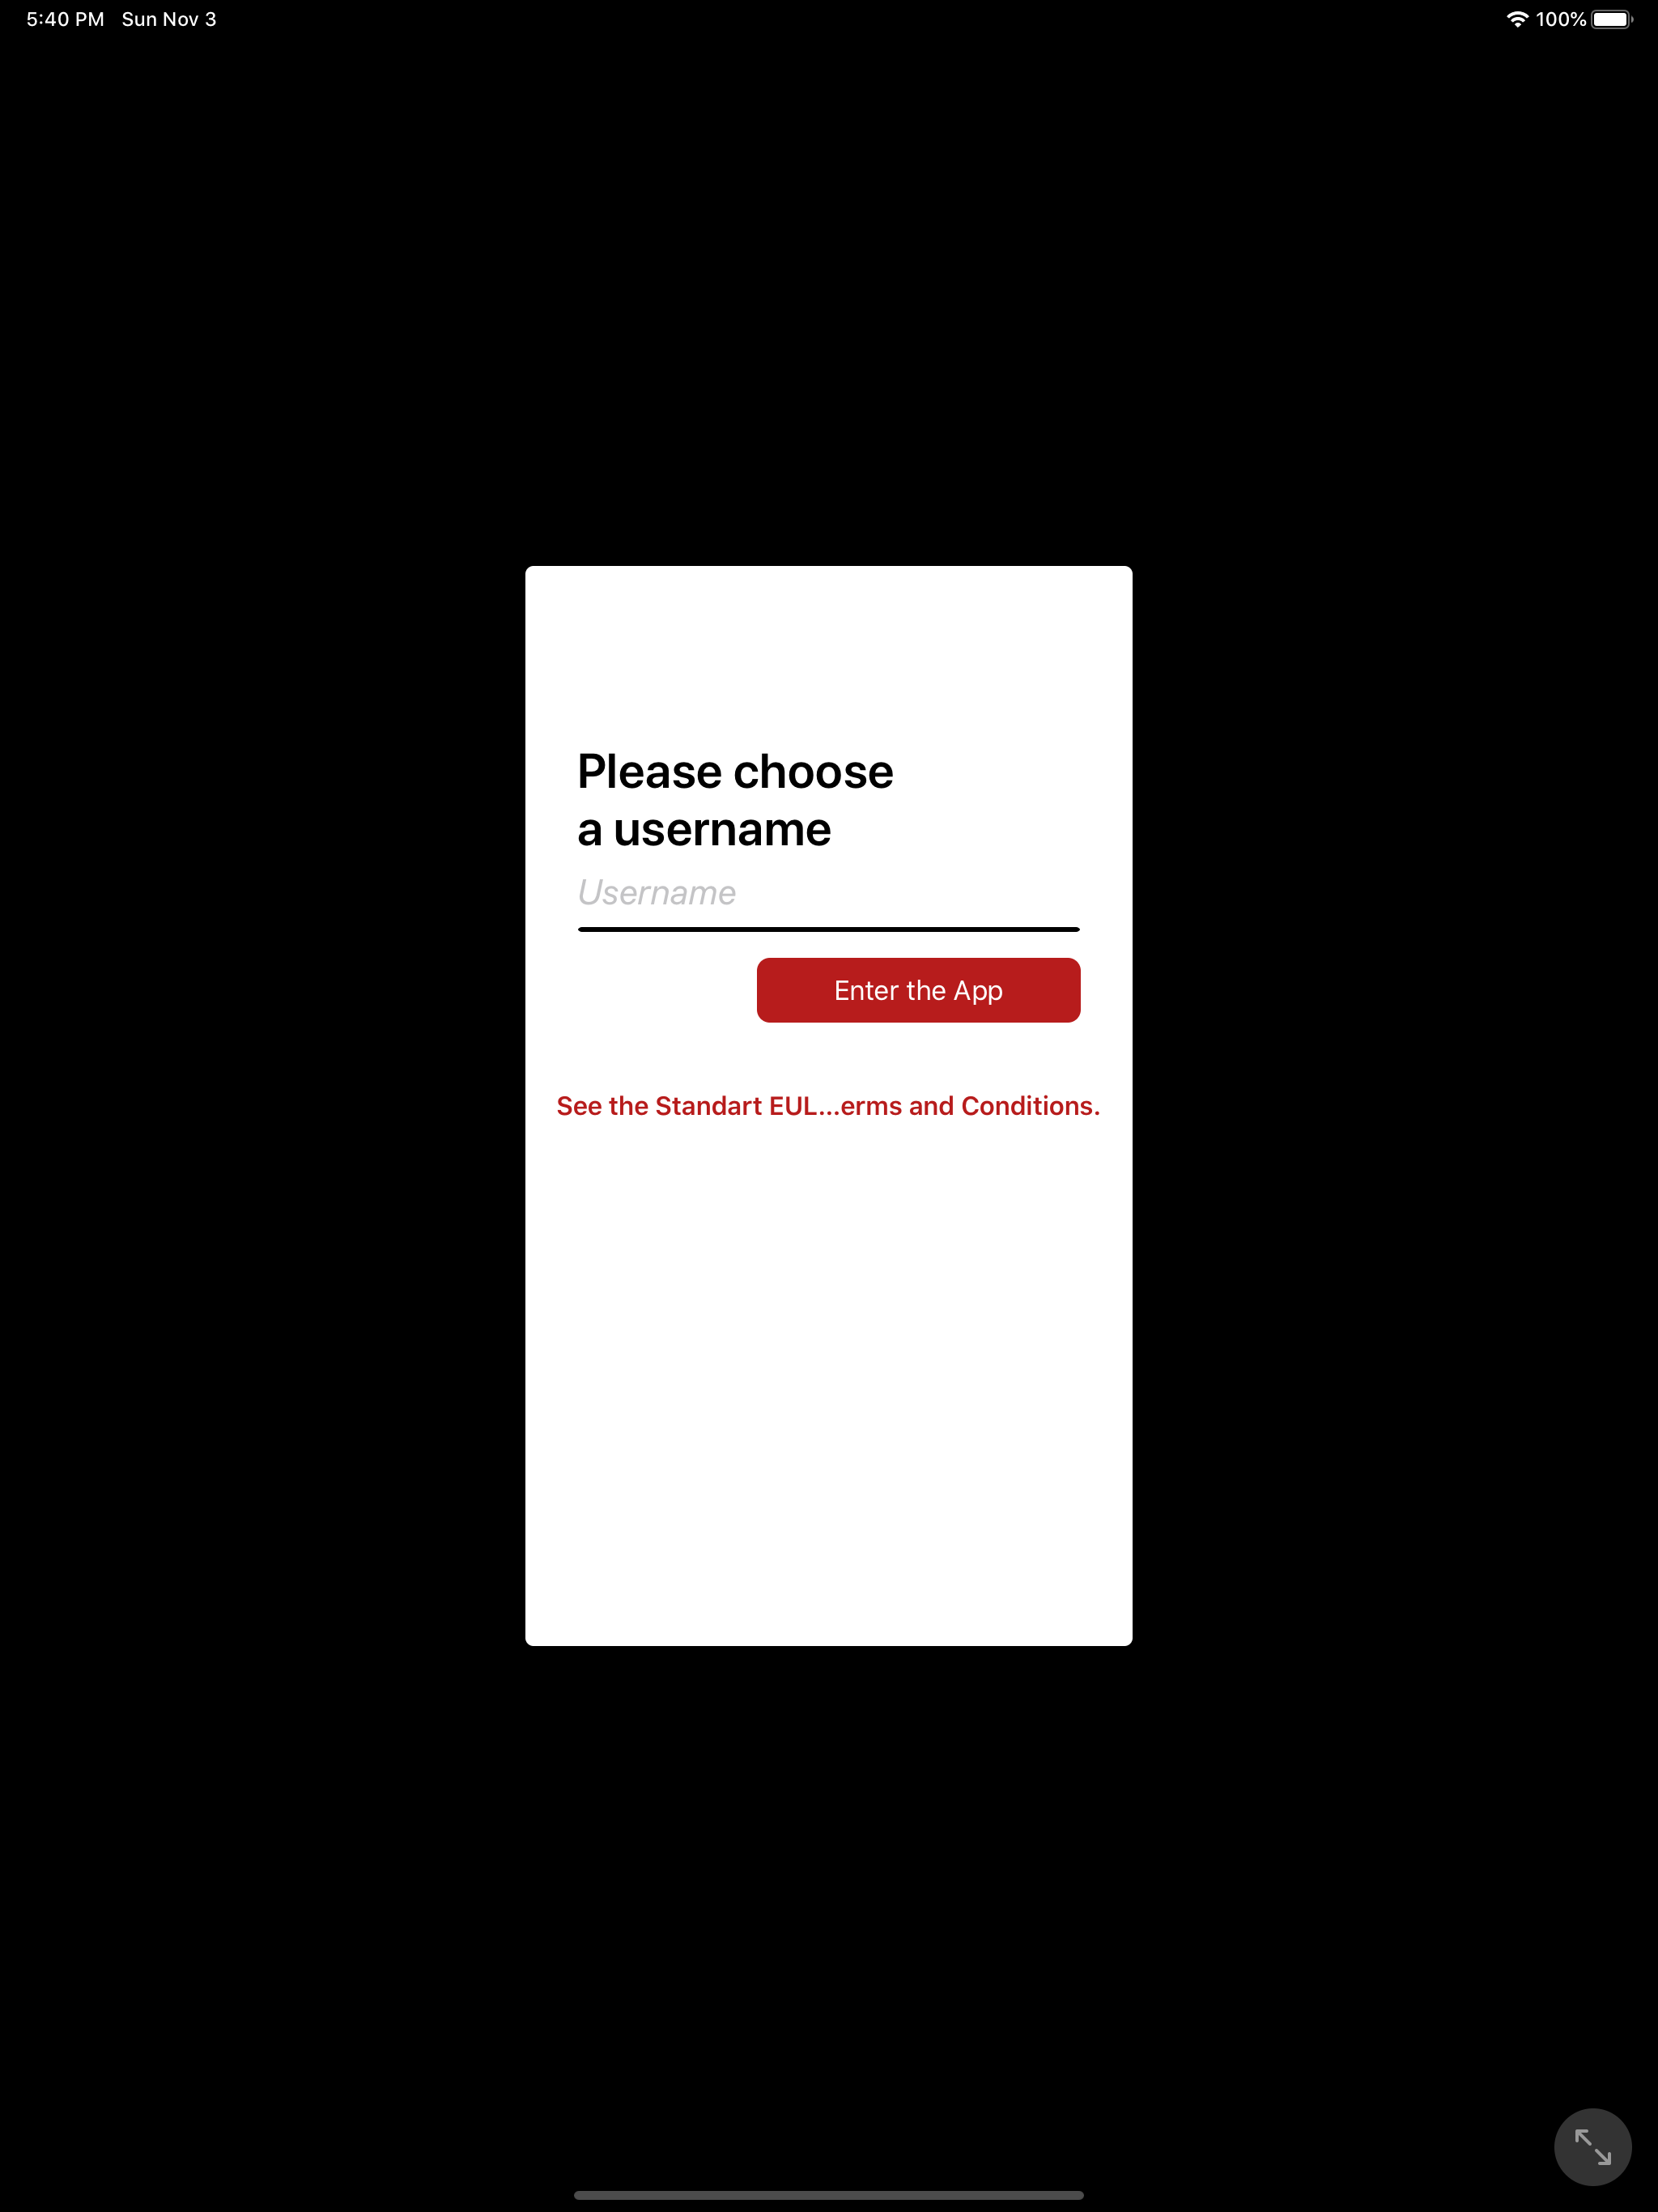 5:40 PM Sun Nov 3 100%
Please choose
a username
Username
Enter the App
See the Standart EUL...erms and Conditions.